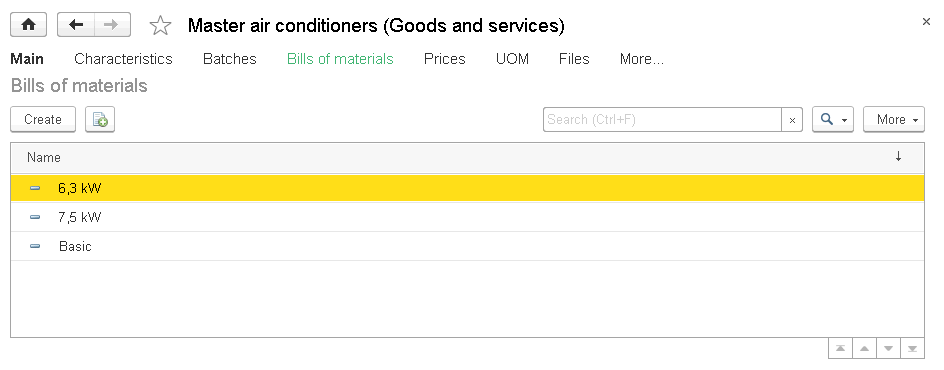 Master air conditioners (Goods and services)
Main Characteristics Batches Bills of materials Prices UOM Files More...
Bills of materials
Create Search (Ctrl+F) × More
Name ↓
6,3 kW
7,5 kW
Basic